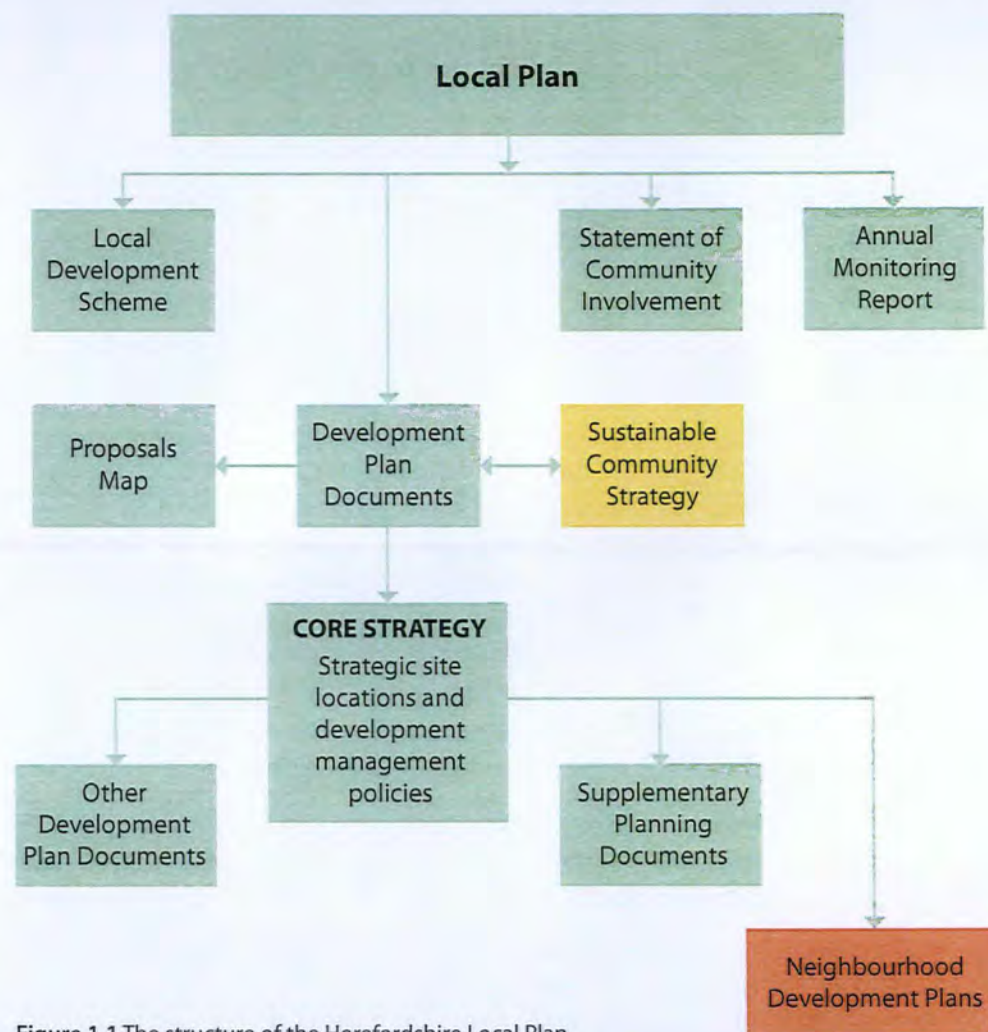 Local Plan
Local
Development
Scheme
Statement of
Community
Involvement
Annual
Monitoring
Report
Proposals
Map
Development
Plan
Documents
Sustainable
Community
Strategy
CORE STRATEGY
Strategic site
locations and
development
management
policies
Other
Development
Plan Documents
Supplementary
Planning
Documents
Neighbourhood
Development Plans
Figure 1.1 The structure of the Herefordshire Local Plan